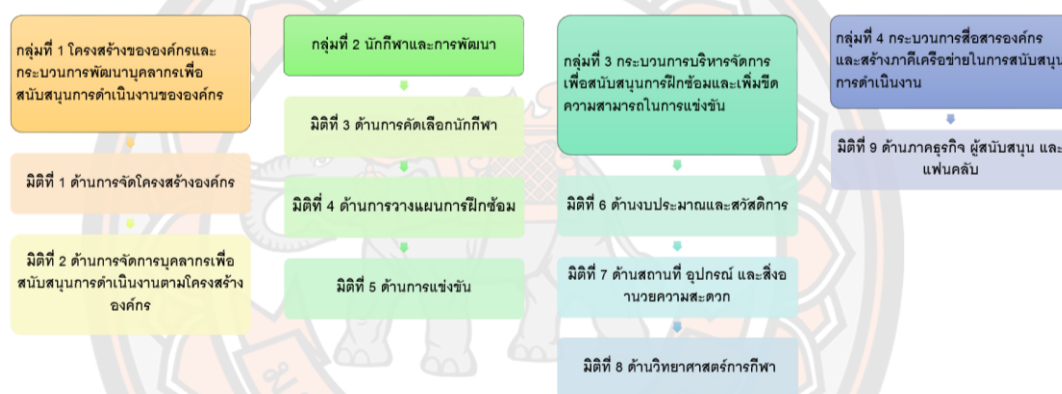 กลุ่มที่ 1 โครงสร้างขององค์กรและ
กระบวนการพัฒนาบุคลากรเพื่อ
สนับสนุนการดำเนินงานขององค์กร
มิติที่ 1 ด้านการจัดโครงสร้างองค์กร
มิติที่ 2 ด้านการจัดการบุคลากรเพื่อ
สนับสนุนการดำเนินงานตามโครงสร้าง
องค์กร
กลุ่มที่ 2 นักกีฬาและการพัฒนา
มิติที่ 3 ด้านการคัดเลือกนักกีฬา
มิติที่ 4 ด้านการวางแผนการฝึกซ้อม
มิติที่ 5 ด้านการแข่งขัน
กลุ่มที่ 3 กระบวนการบริหารจัดการ
เพื่อสนับสนุนการฝึกซ้อมและเพิ่มขีด
ความสามารถในการแข่งขัน
มิติที่ 6 ด้านงบประมาณและสวัสดิการ
มิติที่ 7 ด้านสถานที่ อุปกรณ์ และสิ่งอ
านวยความสะดวก
มิติที่ 8 ด้านวิทยาศาสตร์การกีฬา
กลุ่มที่ 4 กระบวนการสื่อสารองค์กร
และสร้างภาคีเครือข่ายในการสนับสนุน
การดำเนินงาน
มิติที่ 9 ด้านภาคธุรกิจ ผู้สนับสนุน และ
แฟนคลับ